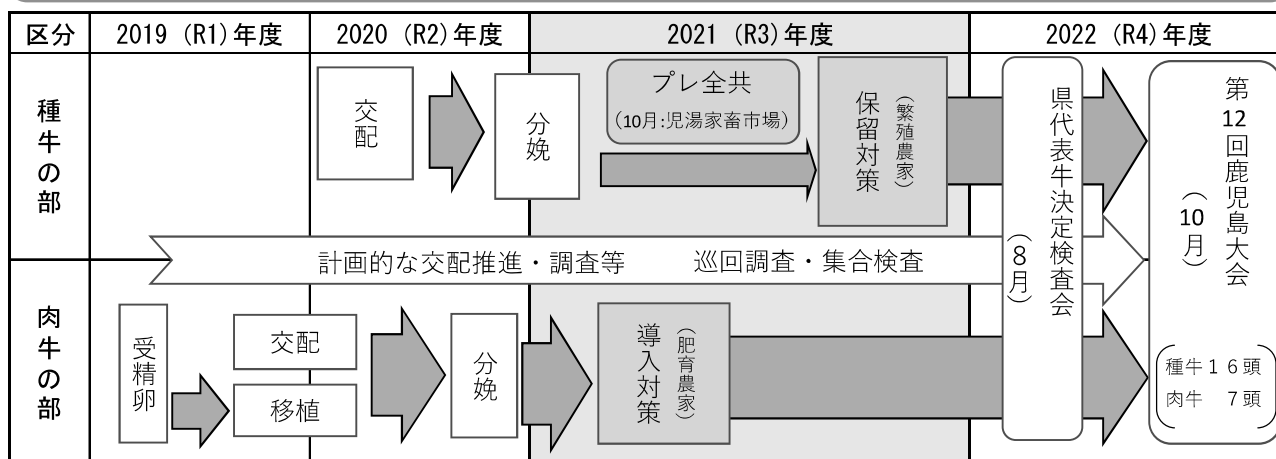 区分
2019 (R1)年度
2020 (R2)年度
2021 (R3)年度
2022 (R4)年度
種牛の部
交配
分娩
プレ全共
(10月:児湯家畜市場)
保留対策
(繁殖農家)
県代表牛決定検査会
(8月)
第12回鹿児島大会
(10月)
計画的な交配推進・調査等
巡回調査・集合検査
肉牛の部
受精卵
交配
移植
分娩
導入対策
(肥育農家)
種牛16頭
肉牛 7頭